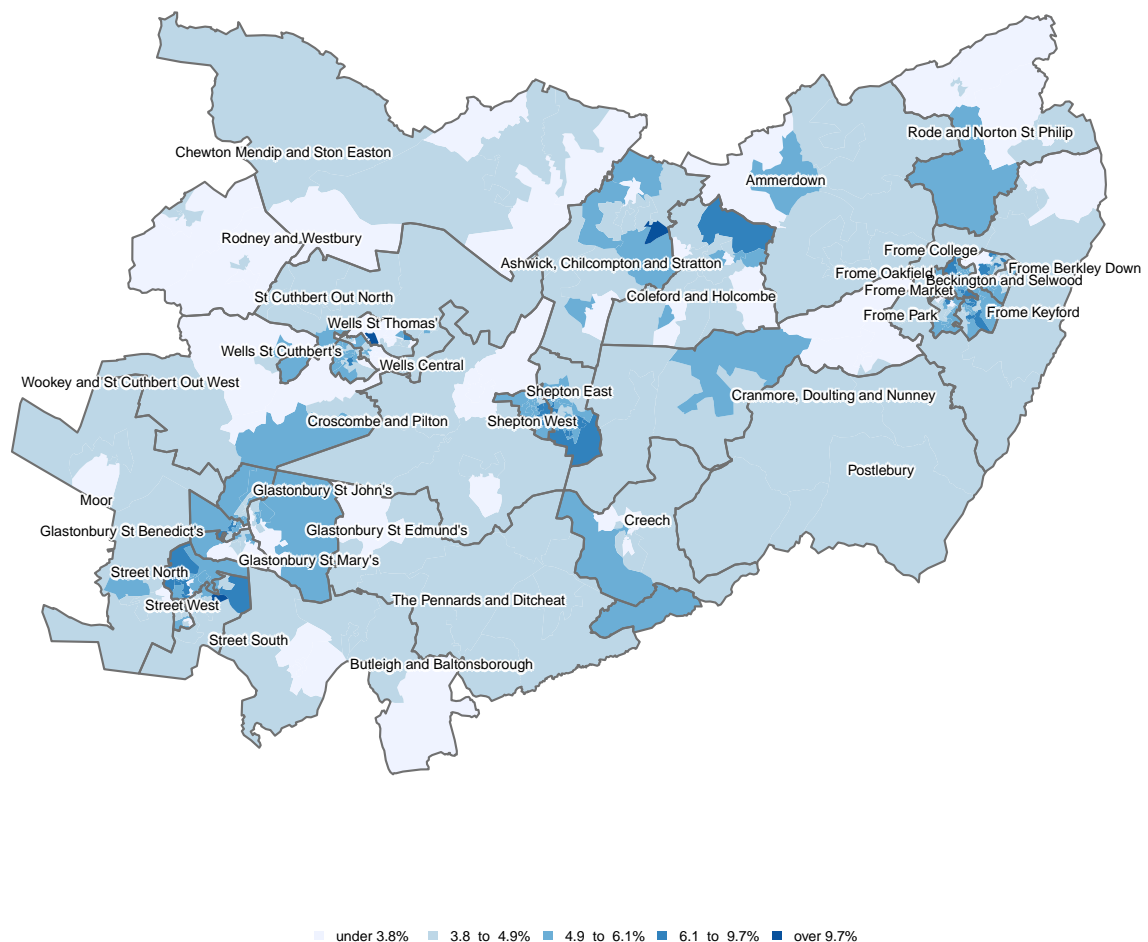 Rode and Norton St Philip
Chewton Mendip and Ston Easton
Ammerdown
Rodney and Westbury
Frome College
Ashwick, Chilcompton and Stratton
Frome Berkley Down
Frome Oakfield
Beckington and Selwood
Frome Market
St Cuthbert Out North
Coleford and Holcombe
Frome Park
Frome Keyford
Wells St Thomas'
Wells St Cuthbert's
Wells Central
Wookey and St Cuthbert Out West
Shepton East
Cranmore, Doulting and Nunney
Croscombe and Pilton
Shepton West
Postlebury
Glastonbury St John's
Moor
Creech
Glastonbury St Benedict's
Glastonbury St Edmund's
Glastonbury St Mary's
Street North
The Pennards and Ditcheat
Street West
Street South
Butleigh and Baltonsborough
under 3.8% 3.8 to 4.9% 4.9 to 6.1% 6.1 to 9.7% over 9.7%